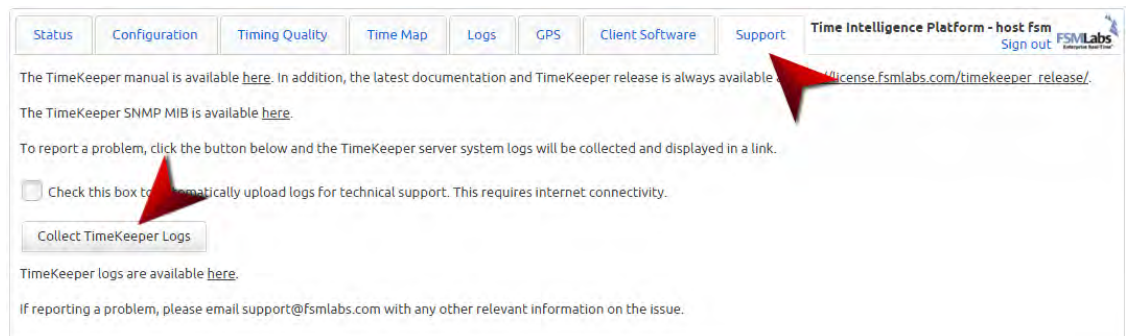 Status
Configuration
Timing Quality
Time Map
Logs
GPS
Client Software
Support
Time Intelligence Platform - host fsm
Sign out
FSMLabs
Enterprise Real-Time
The TimeKeeper manual is available here. In addition, the latest documentation and TimeKeeper release is always available //license.fsmlabs.com/timekeeper_release/.
The TimeKeeper SNMP MIB is available here.
To report a problem, click the button below and the TimeKeeper server system logs will be collected and displayed in a link.
Check this box to automatically upload logs for technical support. This requires internet connectivity.
Collect TimeKeeper Logs
TimeKeeper logs are available here.
If reporting a problem, please email support@fsmlabs.com with any other relevant information on the issue.